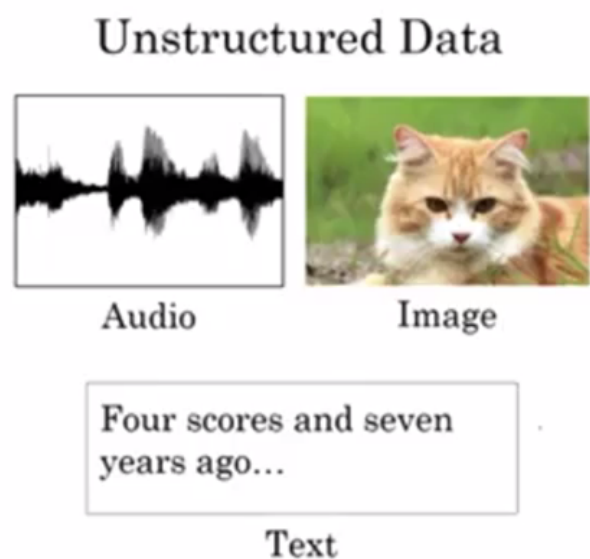 Unstructured Data
Audio
Image
Four scores and seven
years ago...
Text